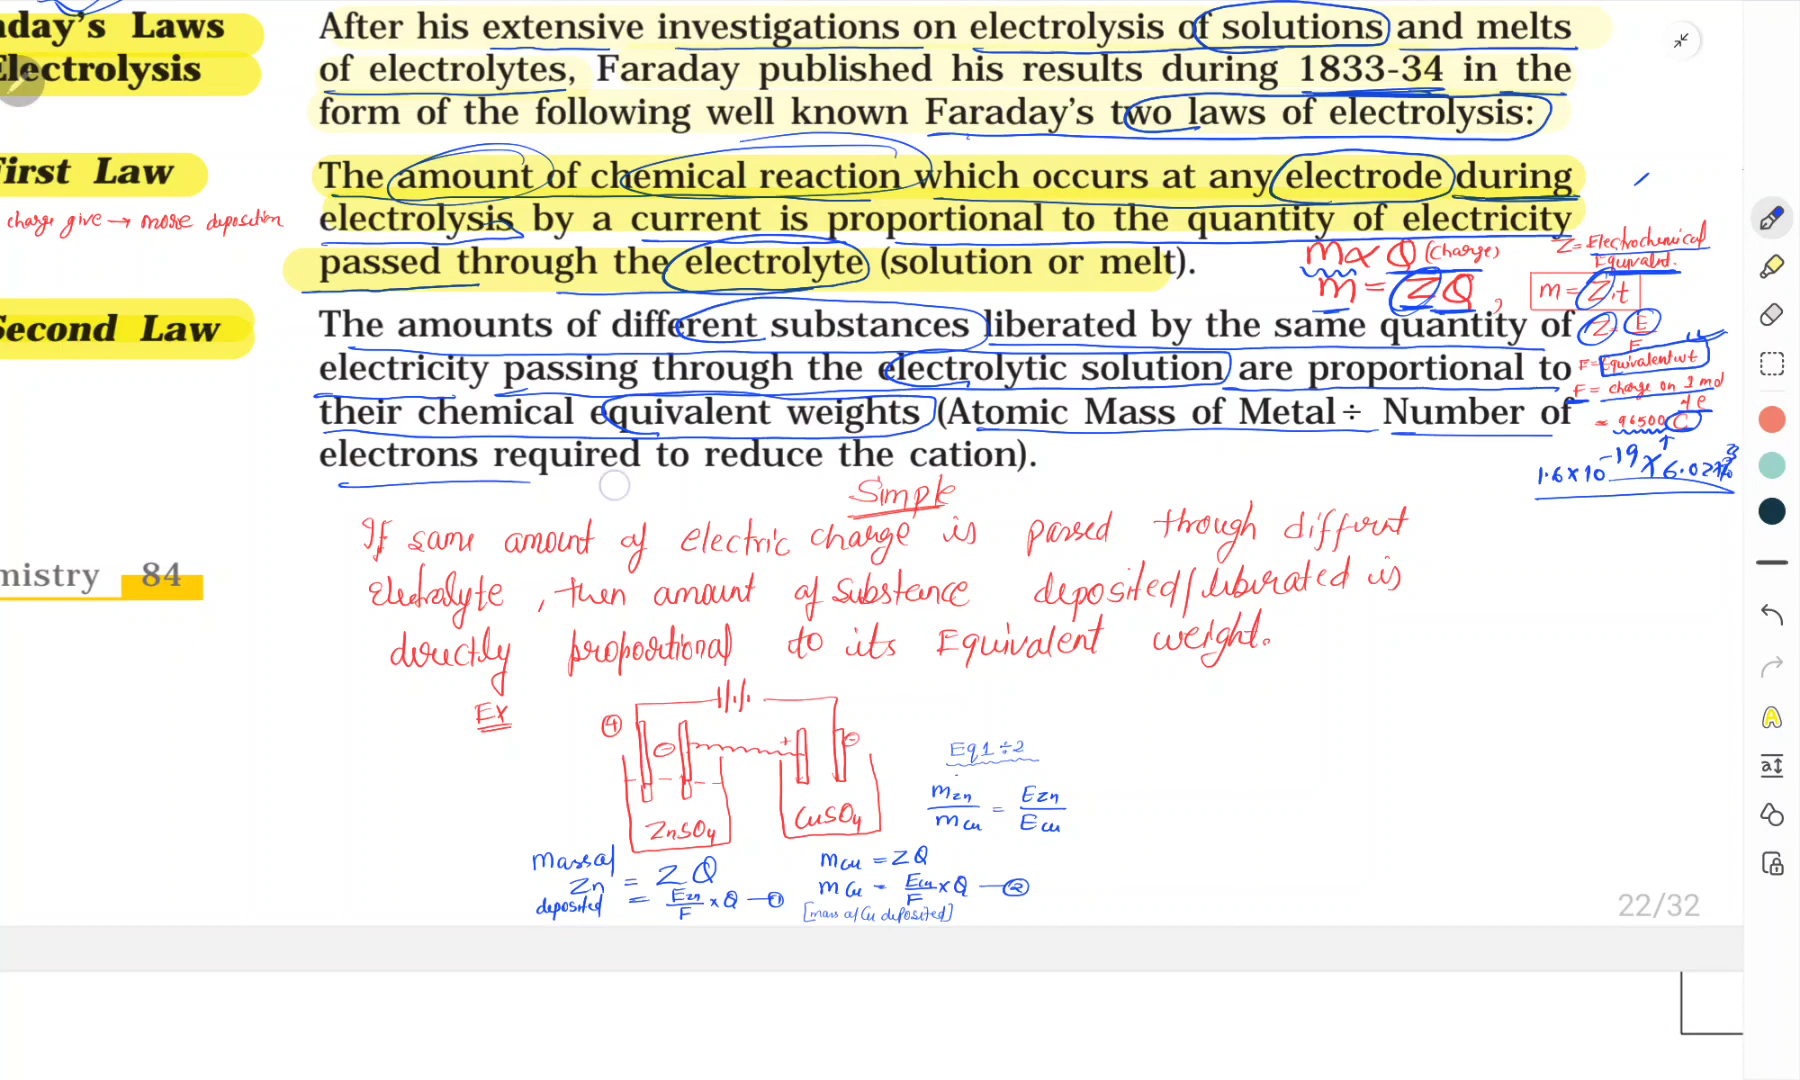 aday's Laws
Electrolysis
After his extensive investigations on electrolysis of solutions and melts
of electrolytes, Faraday published his results during 1833-34 in the
form of the following well known Faraday's two laws of electrolysis:
First Law
charge give → more deposition
The amount of chemical reaction which occurs at any electrode during
electrolysis by a current is proportional to the quantity of electricity
passed through the electrolyte (solution or melt).
m ∝ Q (charge)
m = ZQ,
Z = Electrochemical
Equivalent.
m = Zit
Second Law
The amounts of different substances liberated by the same quantity of
electricity passing through the electrolytic solution are proportional to
their chemical equivalent weights (Atomic Mass of Metal ÷ Number of
electrons required to reduce the cation).
Z = E
F
E = Equivalent wt
F = charge on 1 mol
of e
= 96500 C
1.6 x 10^-19 x 6.02
Simple
If same amount of electric charge is passed through diffurt
electrolyte, then amount of substance deposited/liberated is
directly proportional to its Equivalent weight.
mistry 84
Ex
+
-
+
-
ZnSO4
CuSO4
Eq 1 ÷ 2
mZn = EZn
mCu ECu
Mass of
Zn = ZQ
deposited = EZn/F x Q — ①
mCu = ZQ
mCu = ECu/F x Q — ②
[mass of Cu deposited]
22/32
A